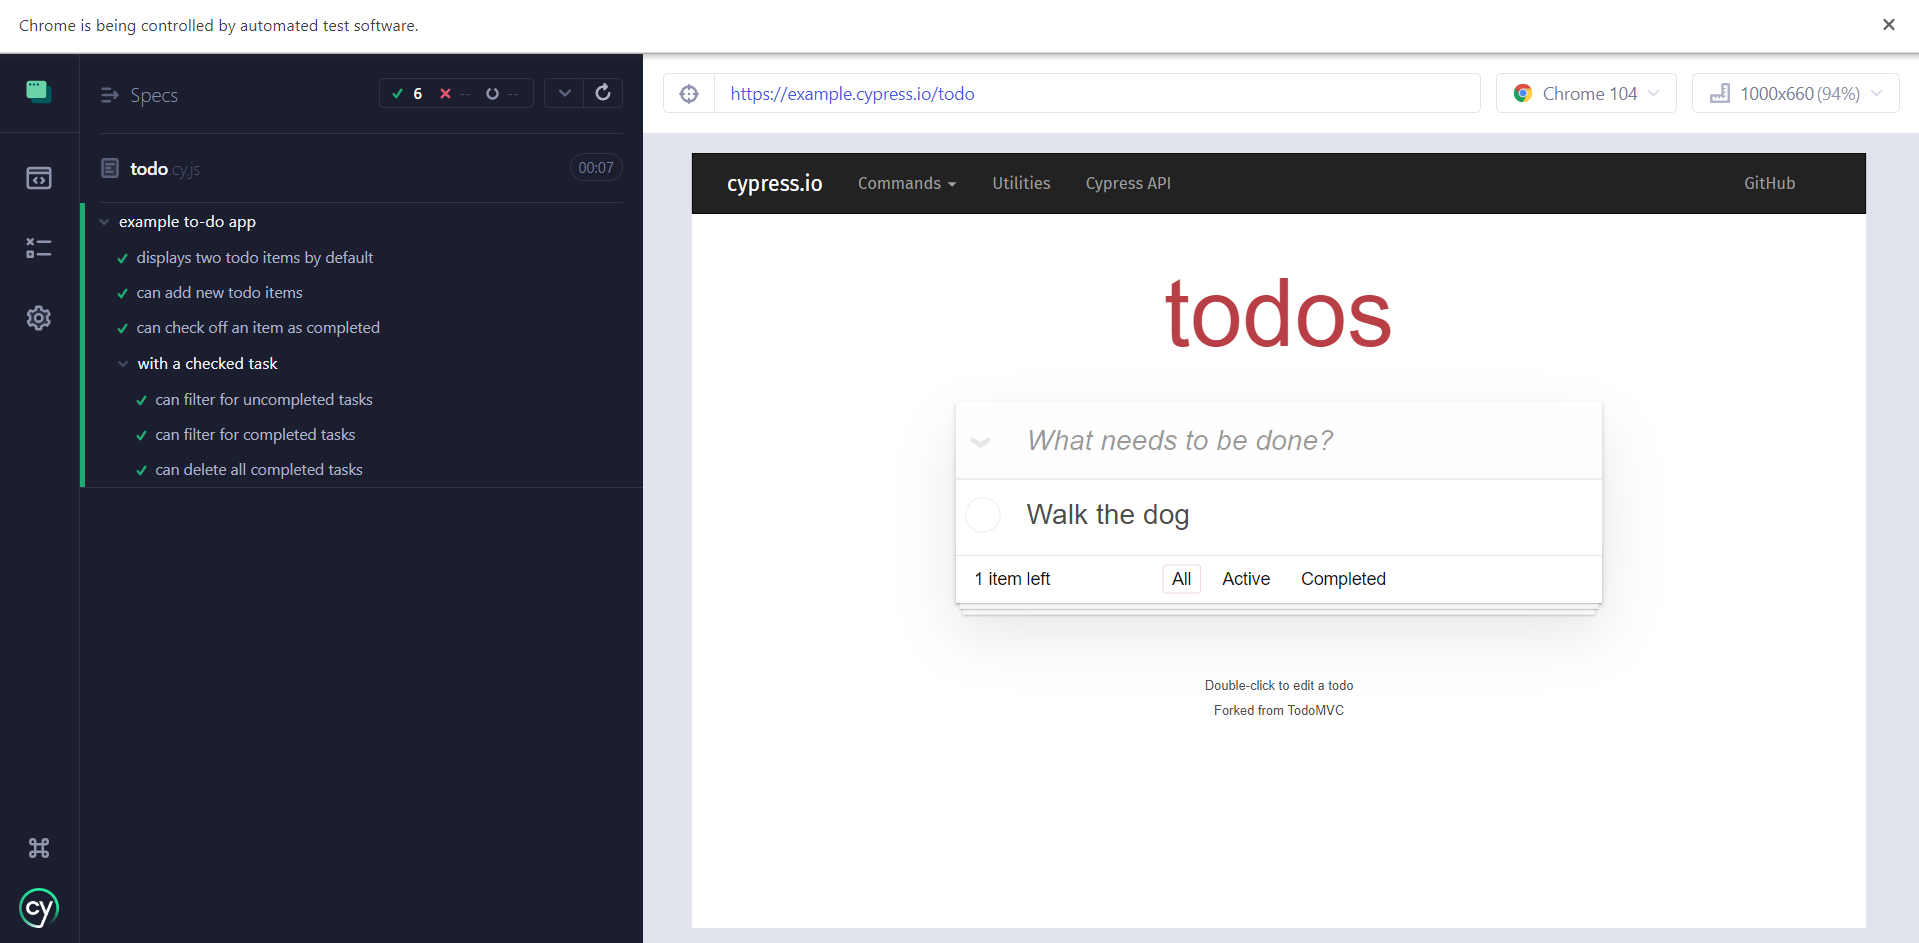 Chrome is being controlled by automated test software.
Specs
6 -- --
https://example.cypress.io/todo
Chrome 104
1000x660 (94%)
todo.cy.js
00:07
example to-do app
displays two todo items by default
can add new todo items
can check off an item as completed
with a checked task
can filter for uncompleted tasks
can filter for completed tasks
can delete all completed tasks
cy
cypress.io Commands Utilities Cypress API GitHub
todos
What needs to be done?
Walk the dog
1 item left All Active Completed
Double-click to edit a todo
Forked from TodoMVC